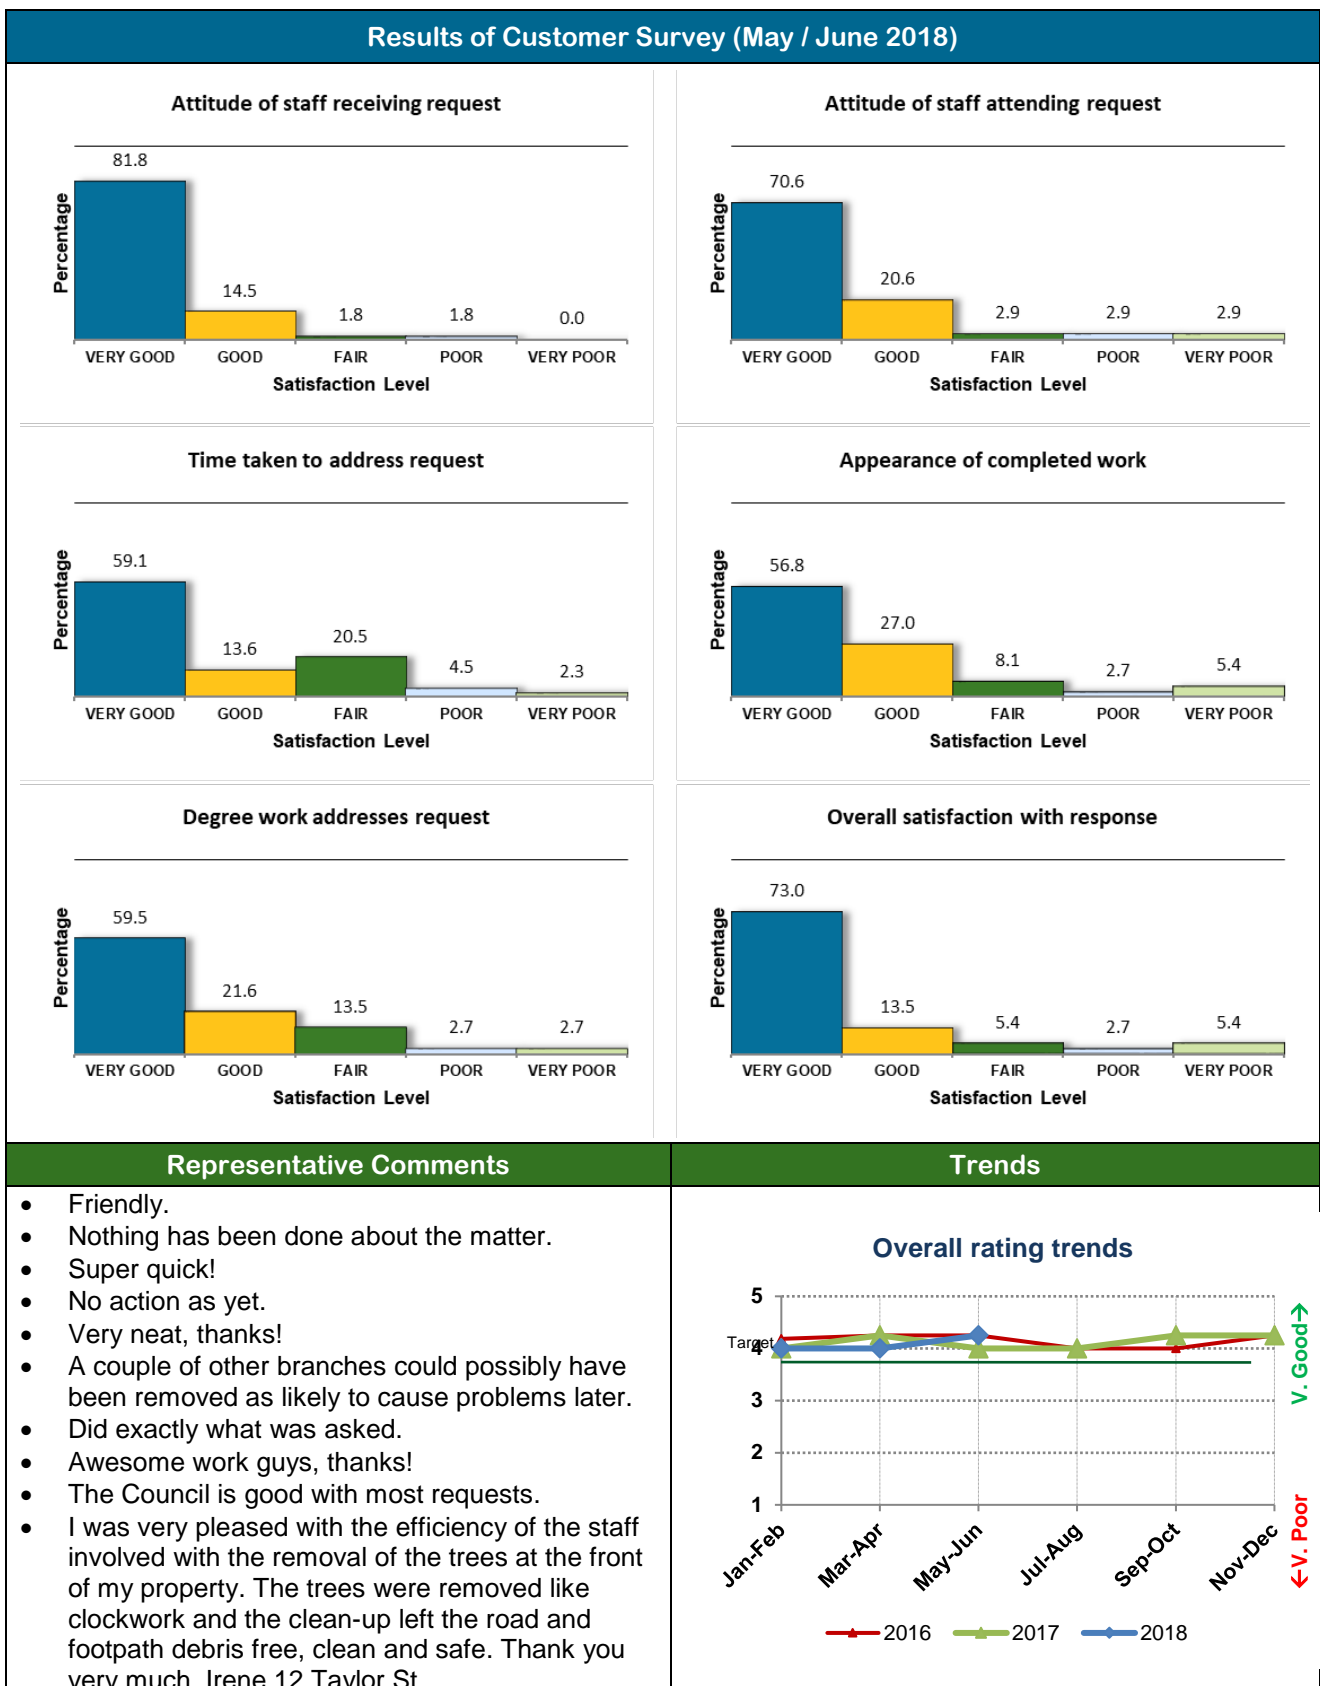 Results of Customer Survey (May / June 2018)
Attitude of staff receiving request
Percentage
81.8
14.5
1.8
1.8
0.0
VERY GOOD GOOD FAIR POOR VERY POOR
Satisfaction Level
Attitude of staff attending request
Percentage
70.6
20.6
2.9
2.9
2.9
VERY GOOD GOOD FAIR POOR VERY POOR
Satisfaction Level
Time taken to address request
Percentage
59.1
13.6
20.5
4.5
2.3
VERY GOOD GOOD FAIR POOR VERY POOR
Satisfaction Level
Appearance of completed work
Percentage
56.8
27.0
8.1
2.7
5.4
VERY GOOD GOOD FAIR POOR VERY POOR
Satisfaction Level
Degree work addresses request
Percentage
59.5
21.6
13.5
2.7
2.7
VERY GOOD GOOD FAIR POOR VERY POOR
Satisfaction Level
Overall satisfaction with response
Percentage
73.0
13.5
5.4
2.7
5.4
VERY GOOD GOOD FAIR POOR VERY POOR
Satisfaction Level
Representative Comments
• Friendly.
• Nothing has been done about the matter.
• Super quick!
• No action as yet.
• Very neat, thanks!
• A couple of other branches could possibly have
been removed as likely to cause problems later.
• Did exactly what was asked.
• Awesome work guys, thanks!
• The Council is good with most requests.
• I was very pleased with the efficiency of the staff
involved with the removal of the trees at the front
of my property. The trees were removed like
clockwork and the clean-up left the road and
footpath debris free, clean and safe. Thank you
very much, Irene 12 Taylor St
Trends
Overall rating trends
5
Target
4
3
2
1
Jan-Feb Mar-Apr May-Jun Jul-Aug Sep-Oct Nov-Dec
V. Good→
←V. Poor
2016 2017 2018